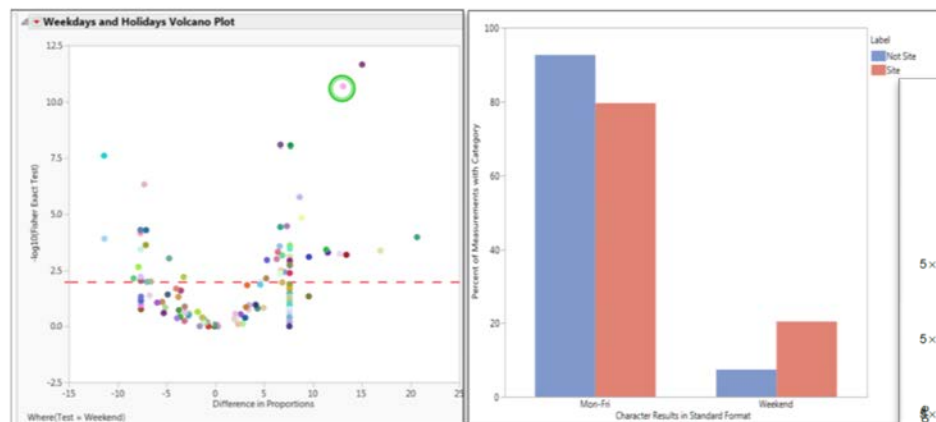 Weekdays and Holidays Volcano Plot
12.5
10.0
7.5
5.0
2.5
0.0
-2.5
-log10(Fisher Exact Test)
-15 -10 -5 0 5 10 15 20 25
Difference in Proportions
Where(Test = Weekend)
100
80
60
40
20
0
Percent of Measurements with Category
Mon-Fri Weekend
Character Results in Standard Format
Label
Not Site
Site
5×
5×